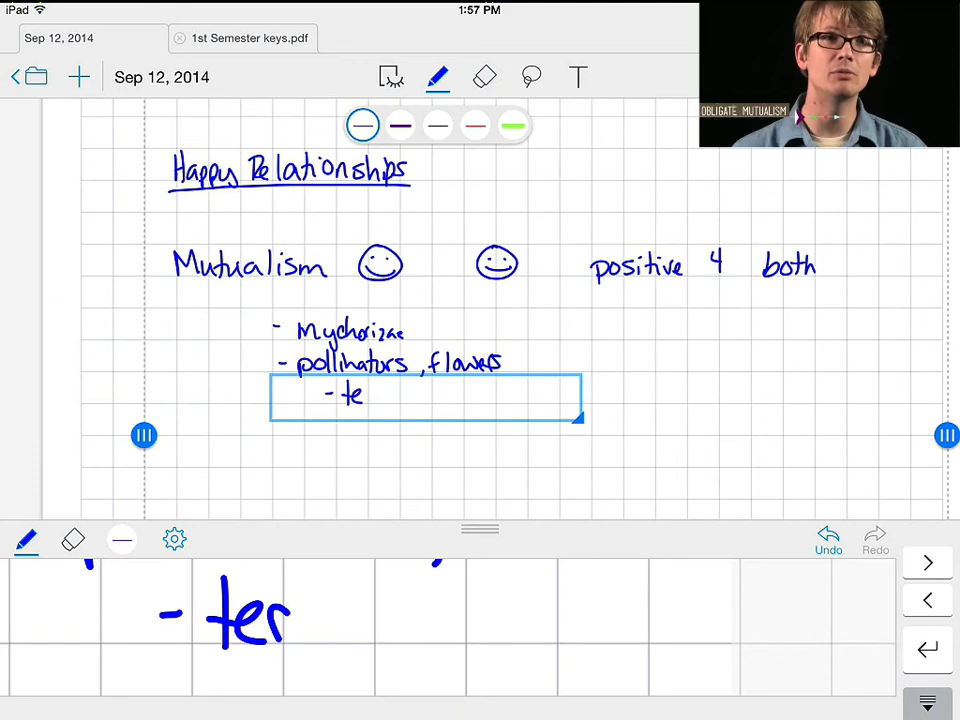 iPad 1:57 PM
Sep 12, 2014 1st Semester keys.pdf
Sep 12, 2014 T
OBLIGATE MUTUALISM
Happy Relationships
Mutualism positive 4 both
- Mychorizae
- pollinators, flowers
- te
Undo Redo
- ter